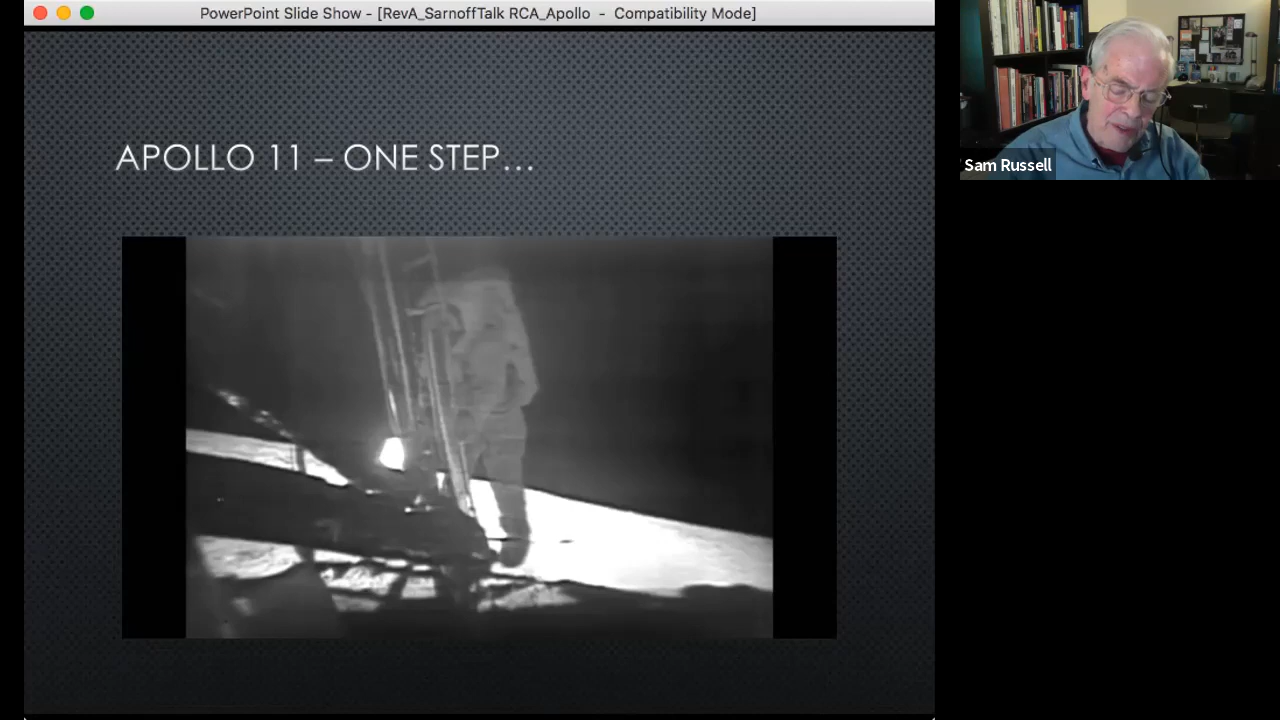 PowerPoint Slide Show - [RevA_SarnoffTalk RCA_Apollo - Compatibility Mode]
APOLLO 11 – ONE STEP...
Sam Russell